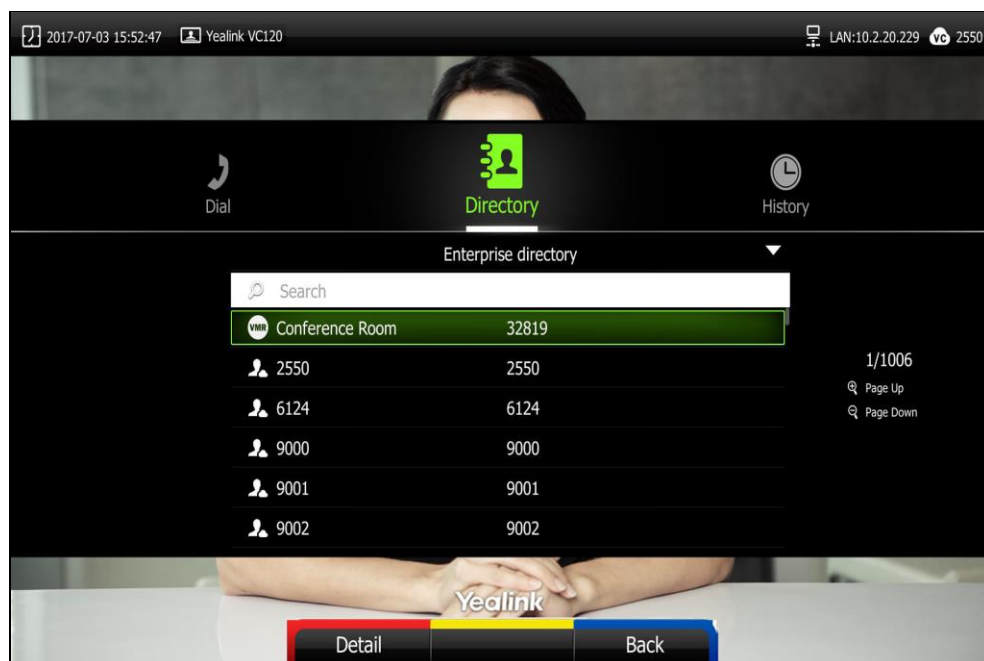 2017-07-03 15:52:47 Yealink VC120 LAN:10.2.20.229 VC 2550
Dial Directory History
Enterprise directory
Search
VMR Conference Room 32819
2550 2550
6124 6124
9000 9000
9001 9001
9002 9002
1/1006
Page Up
Page Down
Yealink
Detail Back